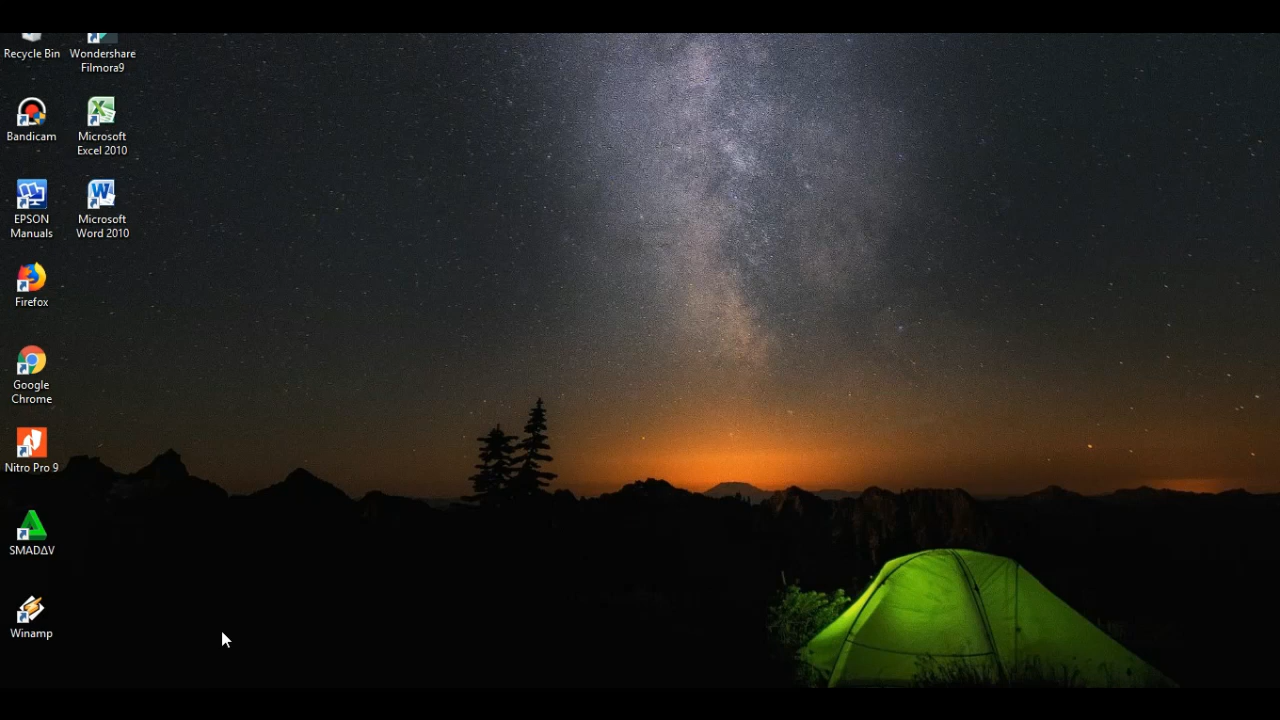 Recycle Bin
Wondershare
Filmora9
Bandicam
Microsoft
Excel 2010
EPSON
Manuals
Microsoft
Word 2010
Firefox
Google
Chrome
Nitro Pro 9
SMADΔV
Winamp